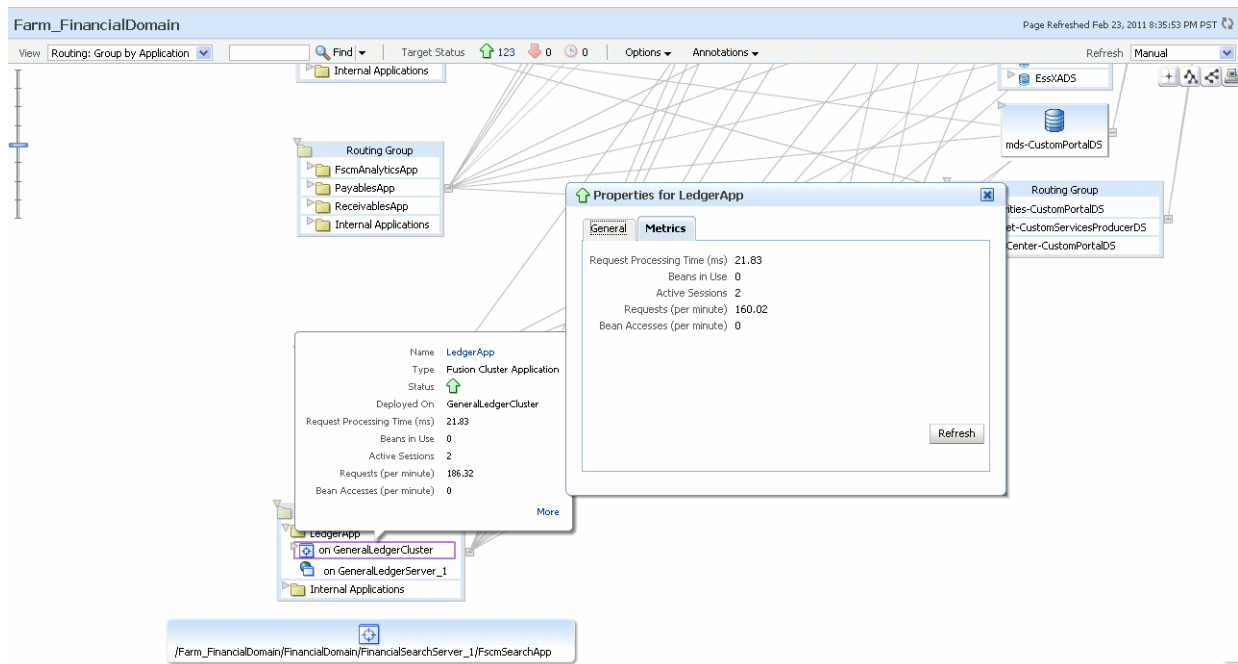 Farm_FinancialDomain
Page Refreshed Feb 23, 2011 8:35:53 PM PST
View Routing: Group by Application Find Target Status 123 0 0 Options Annotations Refresh Manual
Internal Applications
EssXADS
mds-CustomPortalDS
Routing Group
FscmAnalyticsApp
PayablesApp
ReceivablesApp
Internal Applications
Routing Group
ities-CustomPortalDS
et-CustomServicesProducerDS
Center-CustomPortalDS
Properties for LedgerApp
General Metrics
Request Processing Time (ms) 21.83
Beans in Use 0
Active Sessions 2
Requests (per minute) 160.02
Bean Accesses (per minute) 0
Refresh
Name LedgerApp
Type Fusion Cluster Application
Status
Deployed On GeneralLedgerCluster
Request Processing Time (ms) 21.83
Beans in Use 0
Active Sessions 2
Requests (per minute) 186.32
Bean Accesses (per minute) 0
More
LedgerApp
on GeneralLedgerCluster
on GeneralLedgerServer_1
Internal Applications
/Farm_FinancialDomain/FinancialDomain/FinancialSearchServer_1/FscmSearchApp